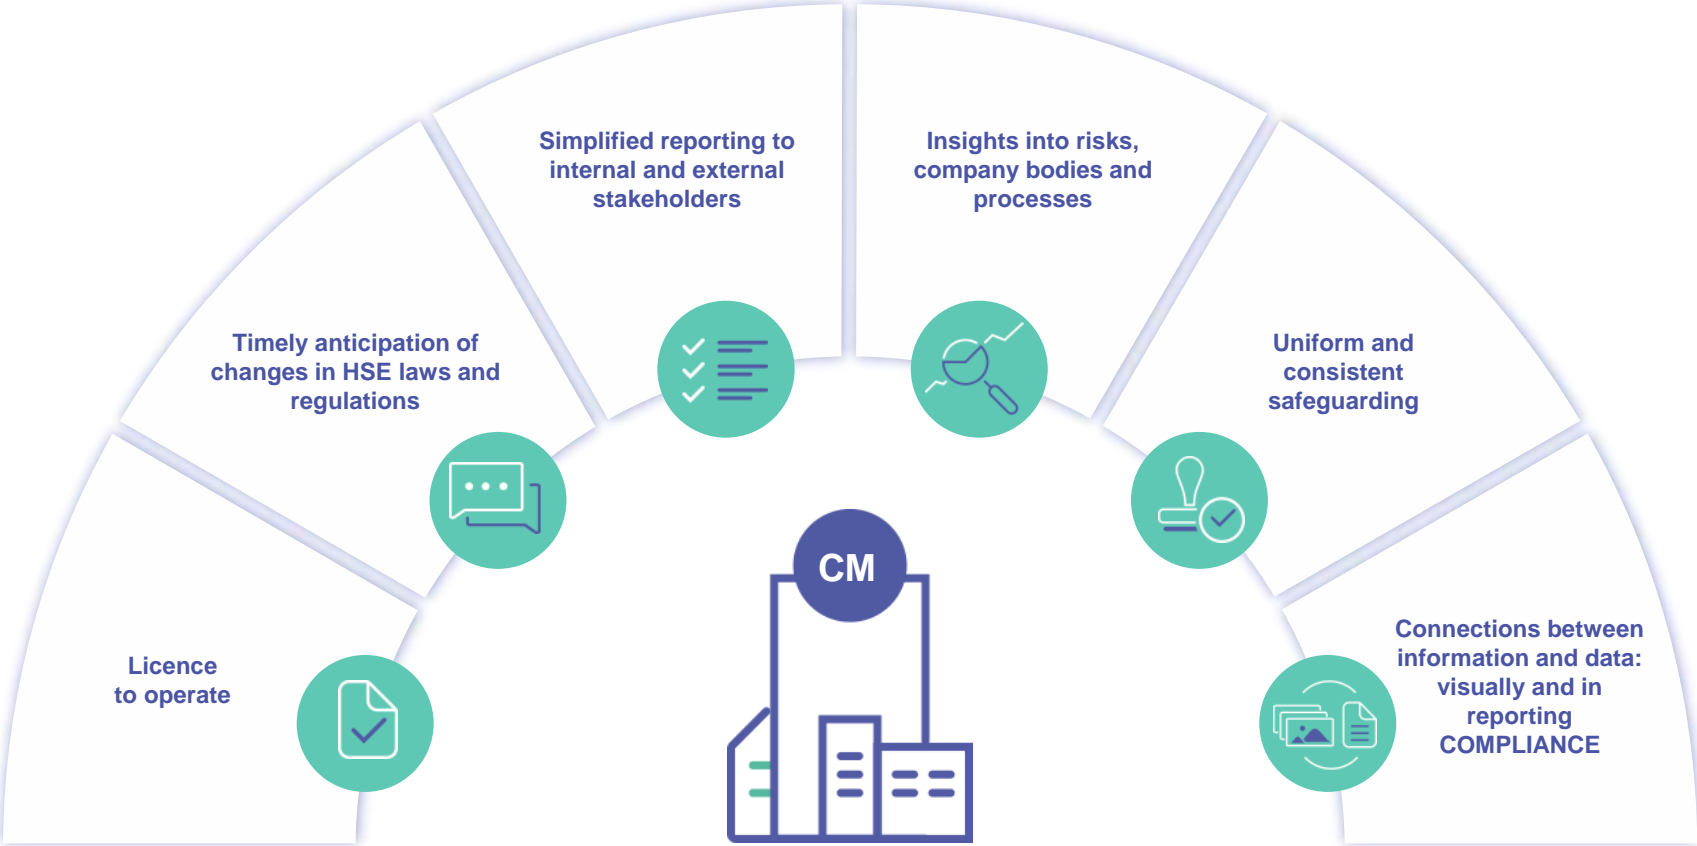 Simplified reporting to
internal and external
stakeholders
Insights into risks,
company bodies and
processes
Timely anticipation of
changes in HSE laws and
regulations
Uniform and
consistent
safeguarding
Licence
to operate
Connections between
information and data:
visually and in
reporting
COMPLIANCE
CM